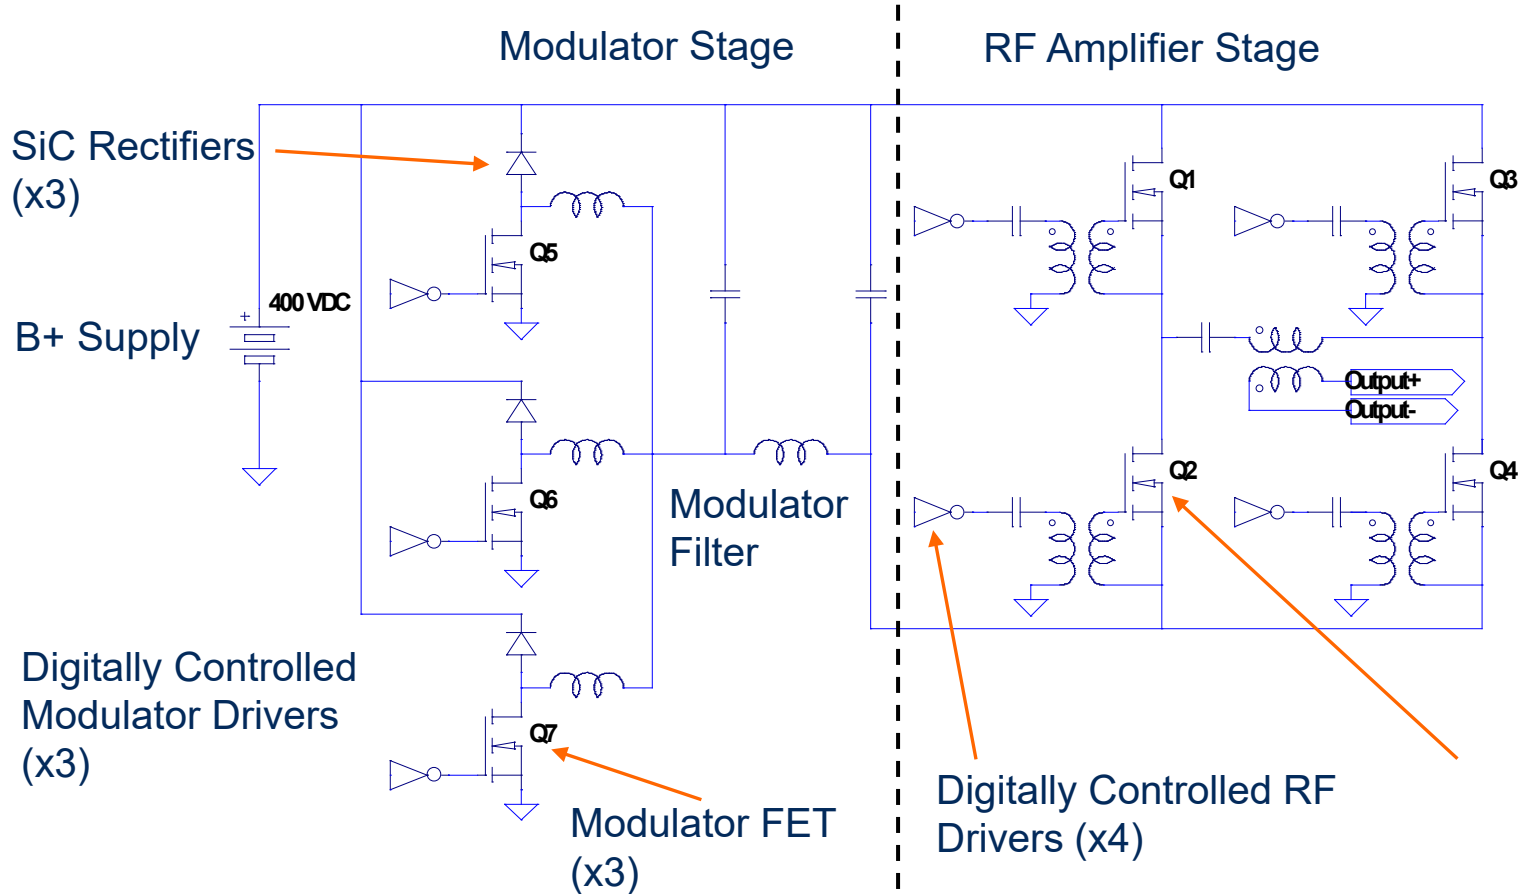 Modulator Stage
RF Amplifier Stage
SiC Rectifiers
(x3)
Q1
Q3
Q5
+
400 VDC
B+ Supply
Output+
Output-
Q2
Q4
Q6
Modulator
Filter
Digitally Controlled
Modulator Drivers
(x3)
Q7
Modulator FET
(x3)
Digitally Controlled RF
Drivers (x4)